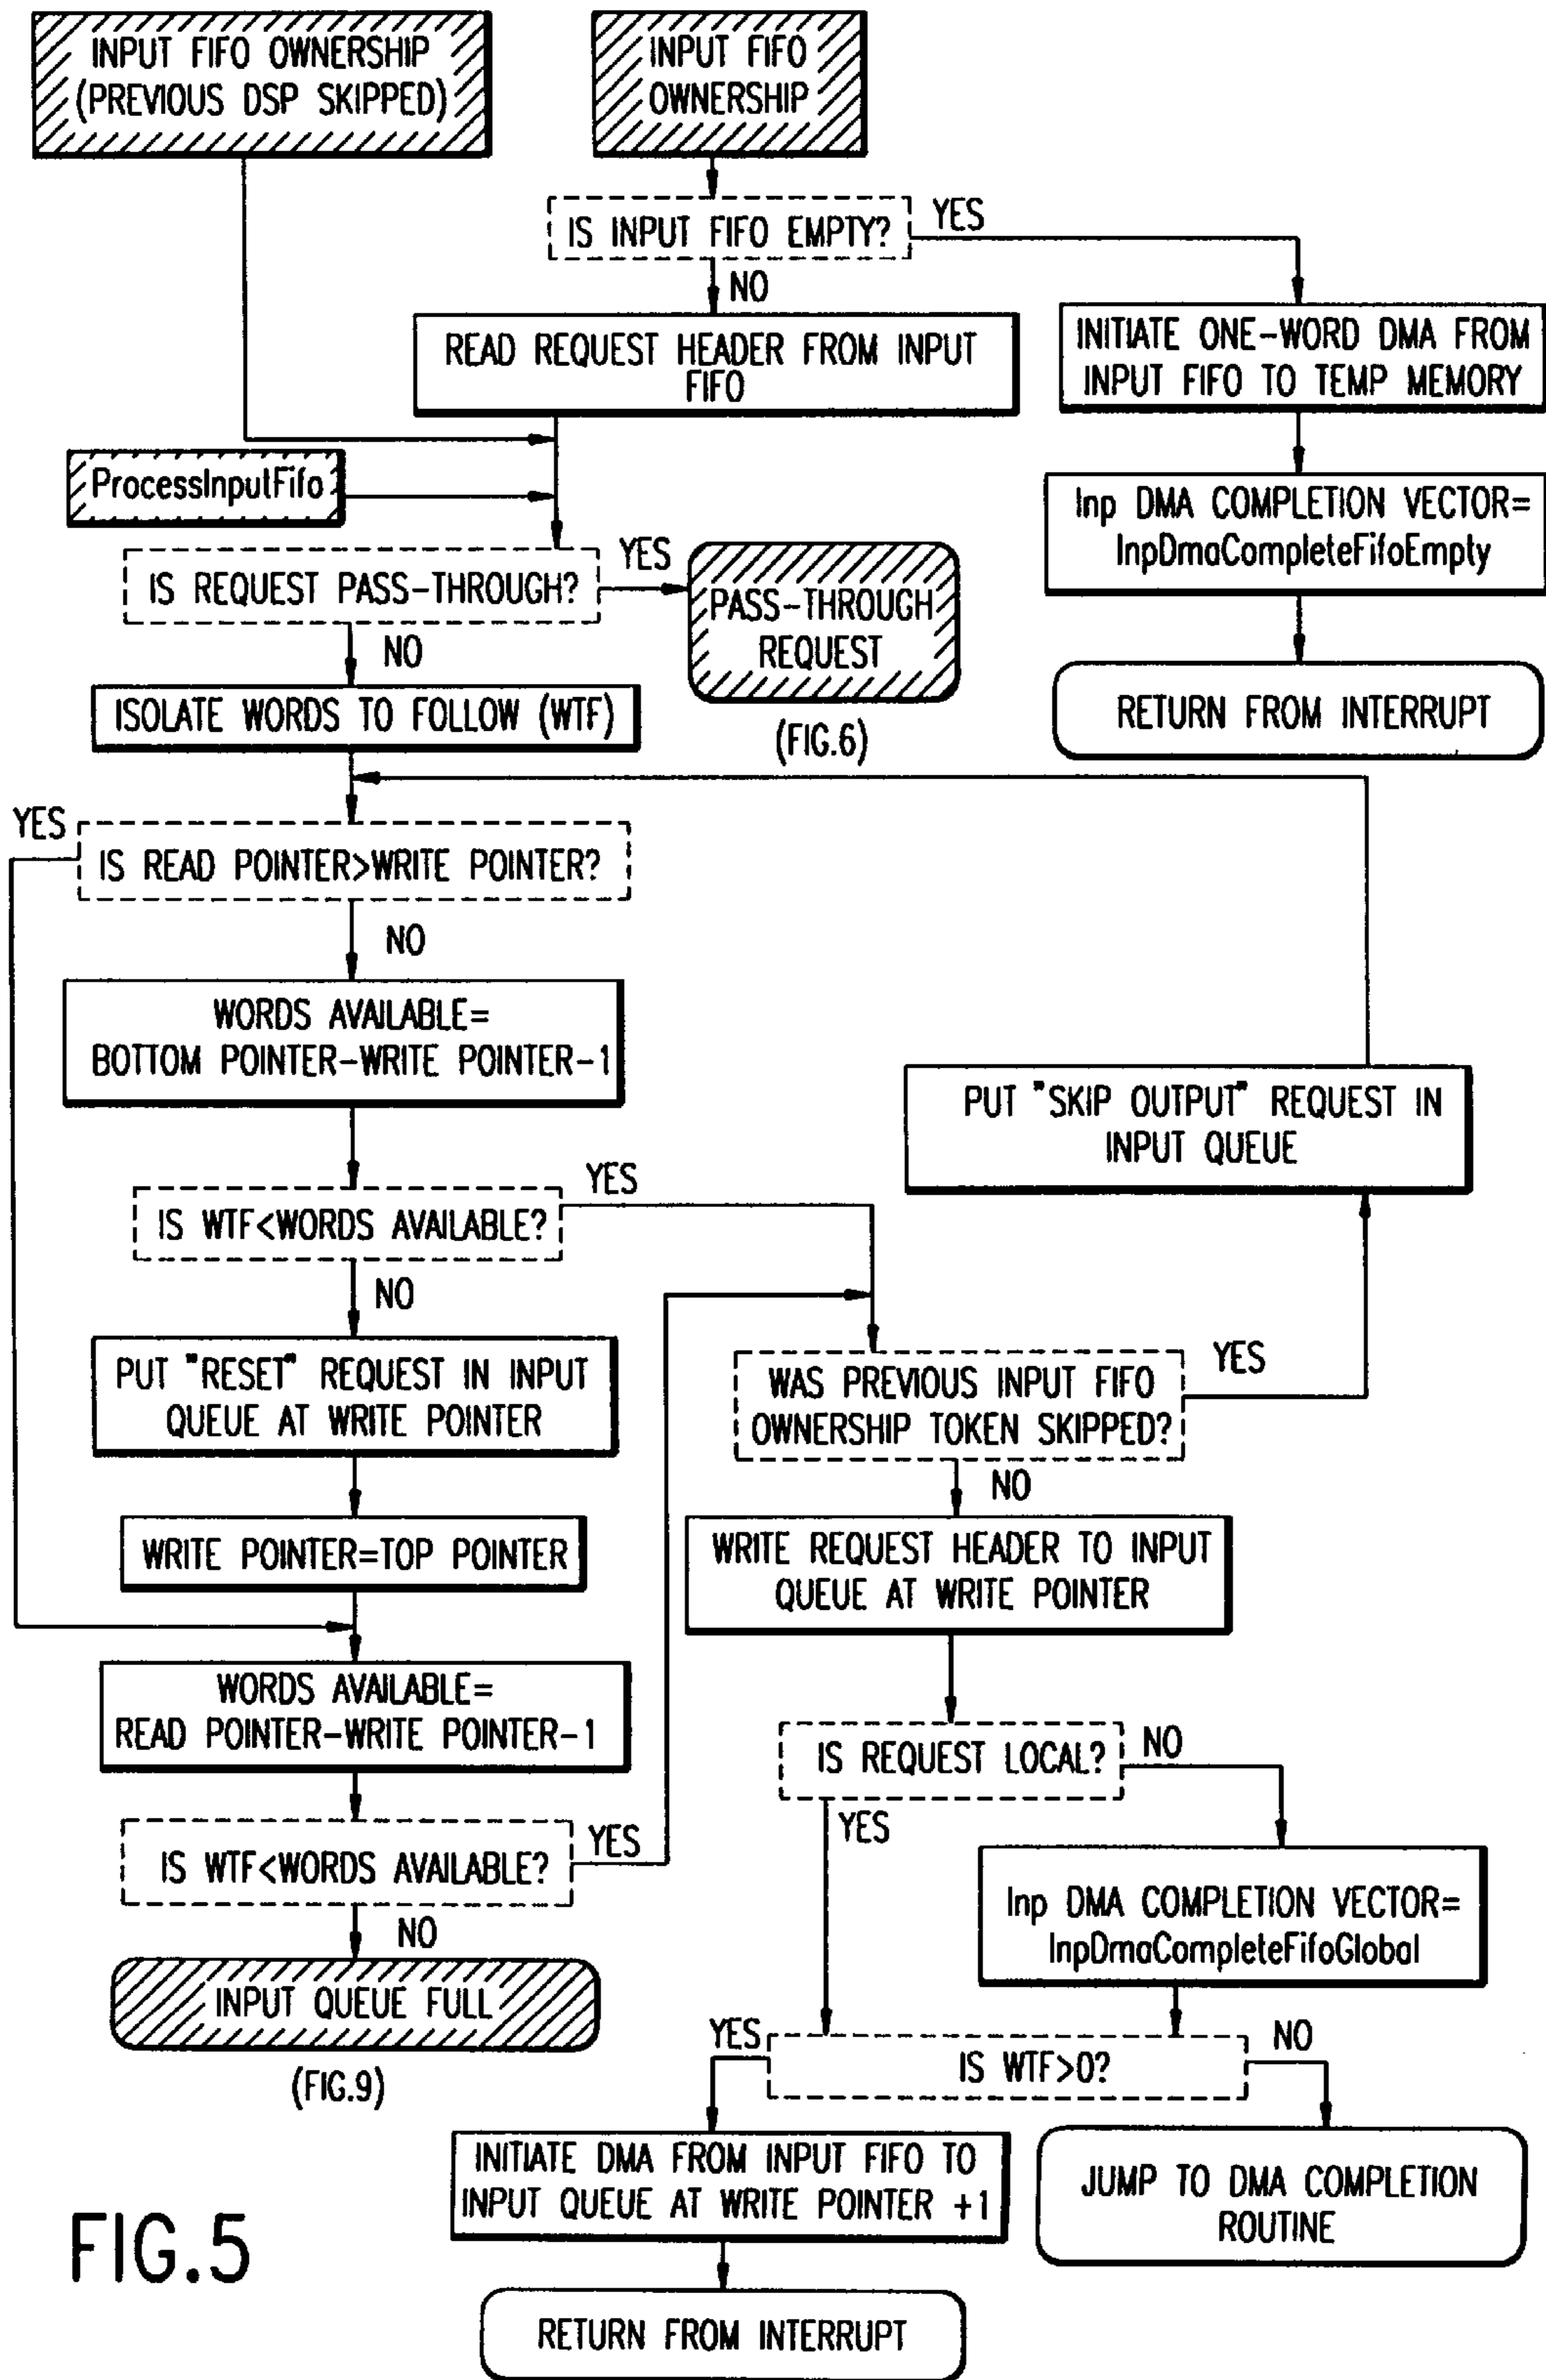 INPUT FIFO OWNERSHIP
(PREVIOUS DSP SKIPPED)
INPUT FIFO
OWNERSHIP
IS INPUT FIFO EMPTY?
YES
NO
READ REQUEST HEADER FROM INPUT
FIFO
INITIATE ONE-WORD DMA FROM
INPUT FIFO TO TEMP MEMORY
ProcessInputFifo
Inp DMA COMPLETION VECTOR=
InpDmaCompleteFifoEmpty
IS REQUEST PASS-THROUGH?
YES
PASS-THROUGH
REQUEST
(FIG.6)
NO
RETURN FROM INTERRUPT
ISOLATE WORDS TO FOLLOW (WTF)
YES
IS READ POINTER>WRITE POINTER?
NO
WORDS AVAILABLE=
BOTTOM POINTER-WRITE POINTER-1
PUT "SKIP OUTPUT" REQUEST IN
INPUT QUEUE
IS WTF<WORDS AVAILABLE?
YES
NO
PUT "RESET" REQUEST IN INPUT
QUEUE AT WRITE POINTER
WAS PREVIOUS INPUT FIFO
OWNERSHIP TOKEN SKIPPED?
YES
NO
WRITE POINTER=TOP POINTER
WRITE REQUEST HEADER TO INPUT
QUEUE AT WRITE POINTER
WORDS AVAILABLE=
READ POINTER-WRITE POINTER-1
IS REQUEST LOCAL?
NO
YES
IS WTF<WORDS AVAILABLE?
YES
NO
Inp DMA COMPLETION VECTOR=
InpDmaCompleteFifoGlobal
INPUT QUEUE FULL
(FIG.9)
YES
IS WTF>0?
NO
INITIATE DMA FROM INPUT FIFO TO
INPUT QUEUE AT WRITE POINTER +1
JUMP TO DMA COMPLETION
ROUTINE
RETURN FROM INTERRUPT
FIG.5